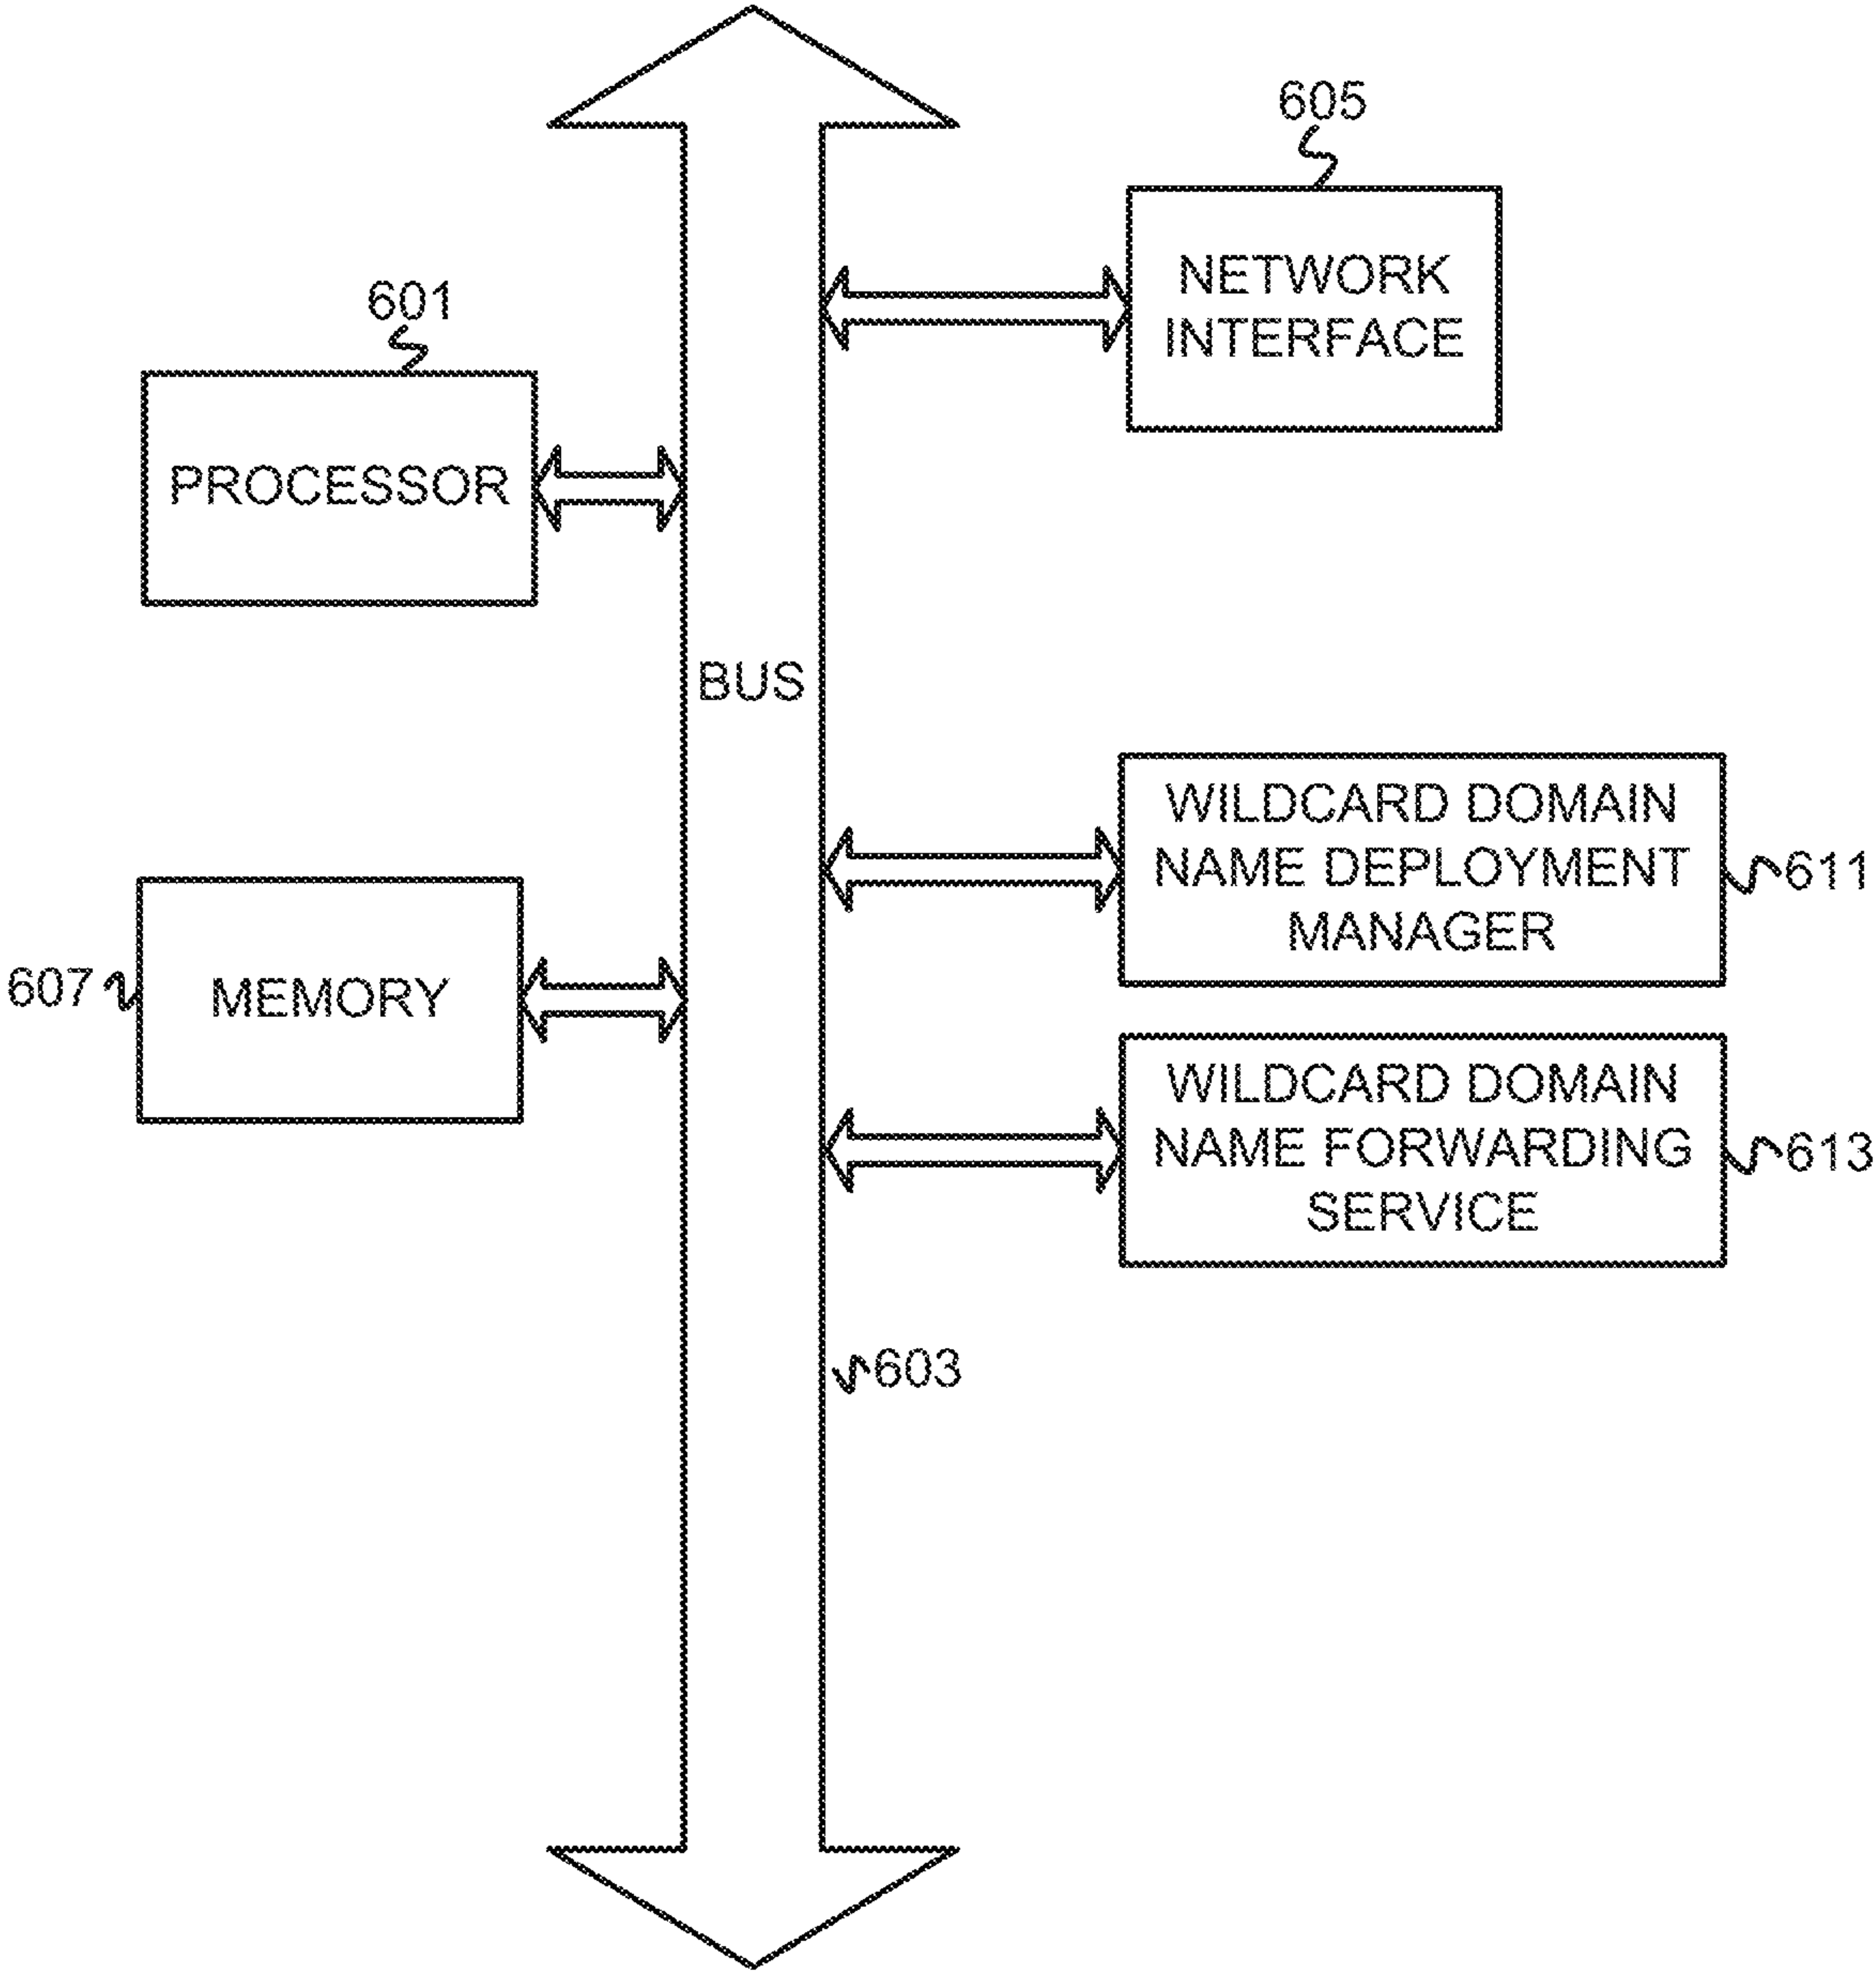 605
NETWORK
INTERFACE
601
PROCESSOR
BUS
WILDCARD DOMAIN
NAME DEPLOYMENT
MANAGER
611
607
MEMORY
WILDCARD DOMAIN
NAME FORWARDING
SERVICE
613
603